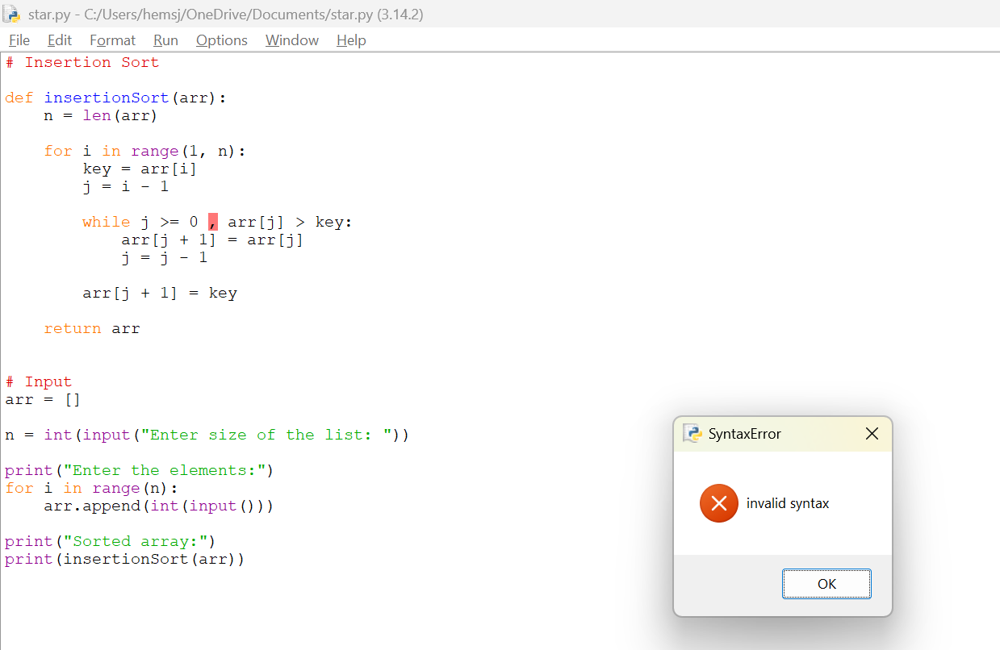 star.py - C:/Users/hemsj/OneDrive/Documents/star.py (3.14.2)
File Edit Format Run Options Window Help
# Insertion Sort
def insertionSort(arr):
    n = len(arr)
    for i in range(1, n):
        key = arr[i]
        j = i - 1
        while j >= 0 , arr[j] > key:
            arr[j + 1] = arr[j]
            j = j - 1
        arr[j + 1] = key
    return arr
# Input
arr = []
n = int(input("Enter size of the list: "))
print("Enter the elements:")
for i in range(n):
    arr.append(int(input()))
print("Sorted array:")
print(insertionSort(arr))
SyntaxError
invalid syntax
OK